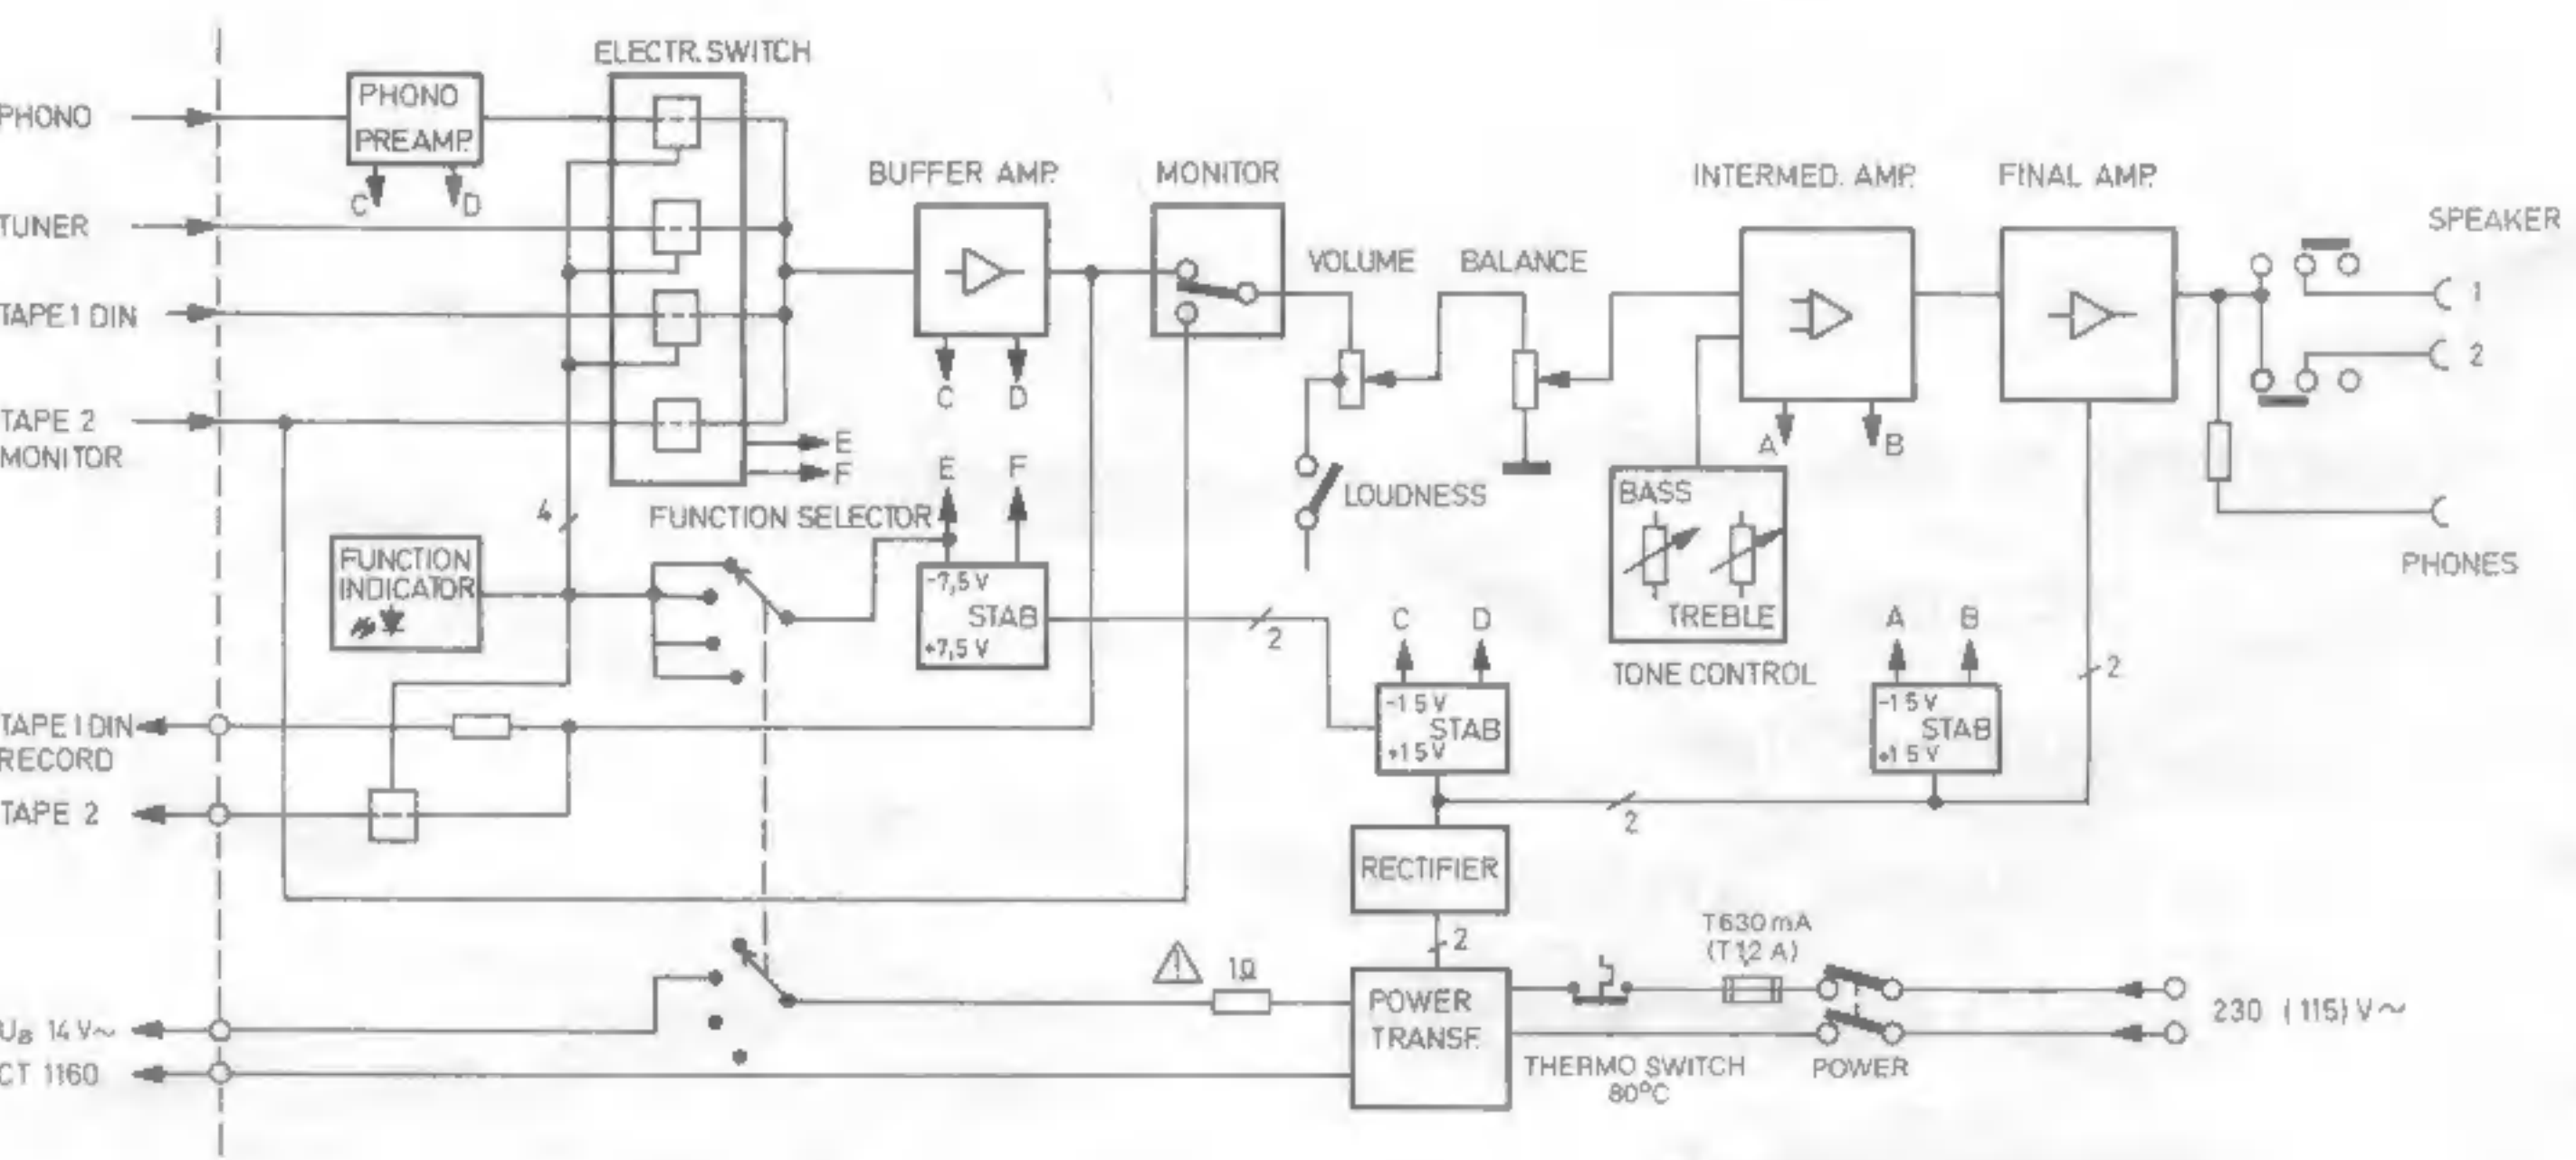 ELECTR. SWITCH
PHONO
PHONO
PREAMP.
C
D
TUNER
TAPE 1 DIN
TAPE 2
MONITOR
E
F
BUFFER AMP.
C
D
MONITOR
VOLUME
BALANCE
LOUDNESS
INTERMED. AMP.
A
B
FINAL AMP.
SPEAKER
1
2
PHONES
BASS
TREBLE
TONE CONTROL
4
FUNCTION SELECTOR
E
F
FUNCTION
INDICATOR
-7,5 V
STAB
+7,5 V
2
C
D
-15 V
STAB
+15 V
A
B
-15 V
STAB
+15 V
2
2
TAPE 1 DIN
RECORD
TAPE 2
RECTIFIER
2
T 630 mA
(T 1,2 A)
1Ω
POWER
TRANSF.
230 (115) V~
THERMO SWITCH
80°C
POWER
UB 14 V~
CT 1160